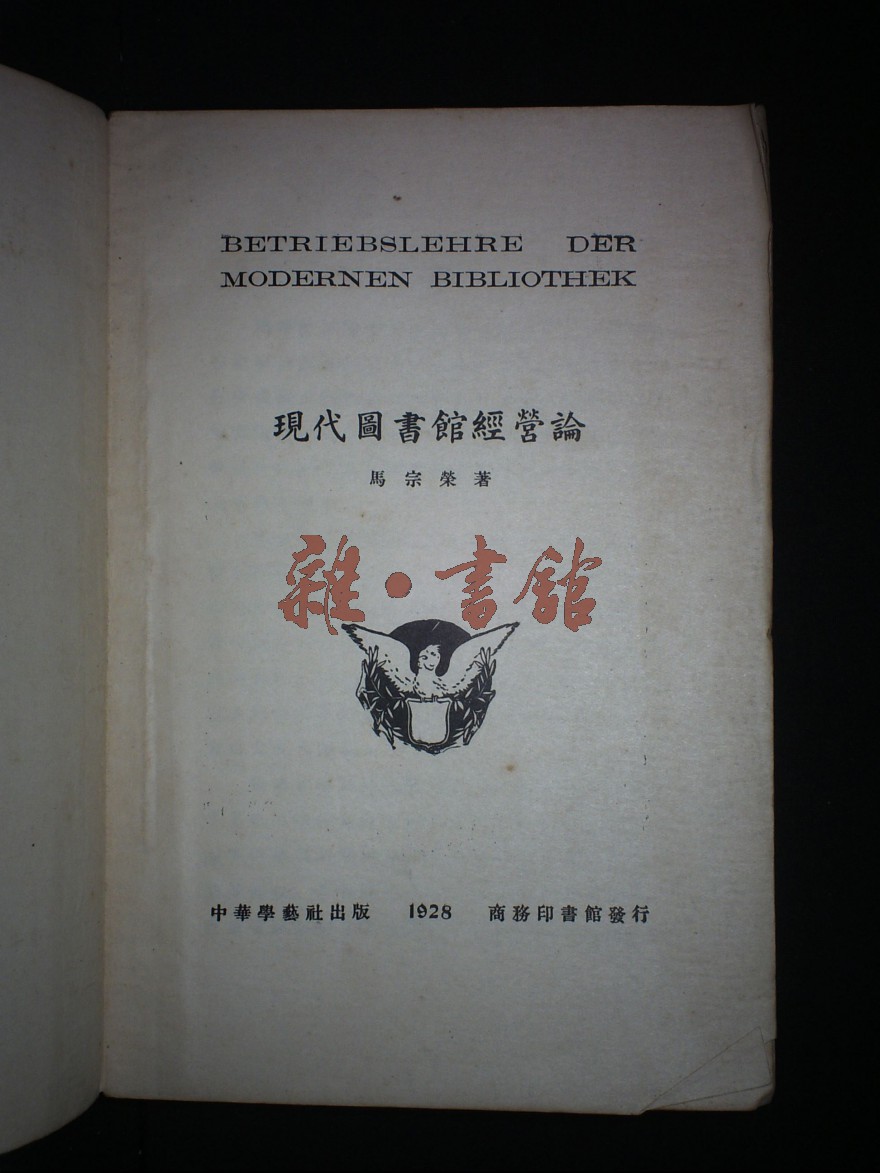 BETRIEBSLEHRE DER
MODERNEN BIBLIOTHEK
現代圖書館經營論
馬宗榮著
雜·書館
中華學藝社出版 1928 商務印書館發行